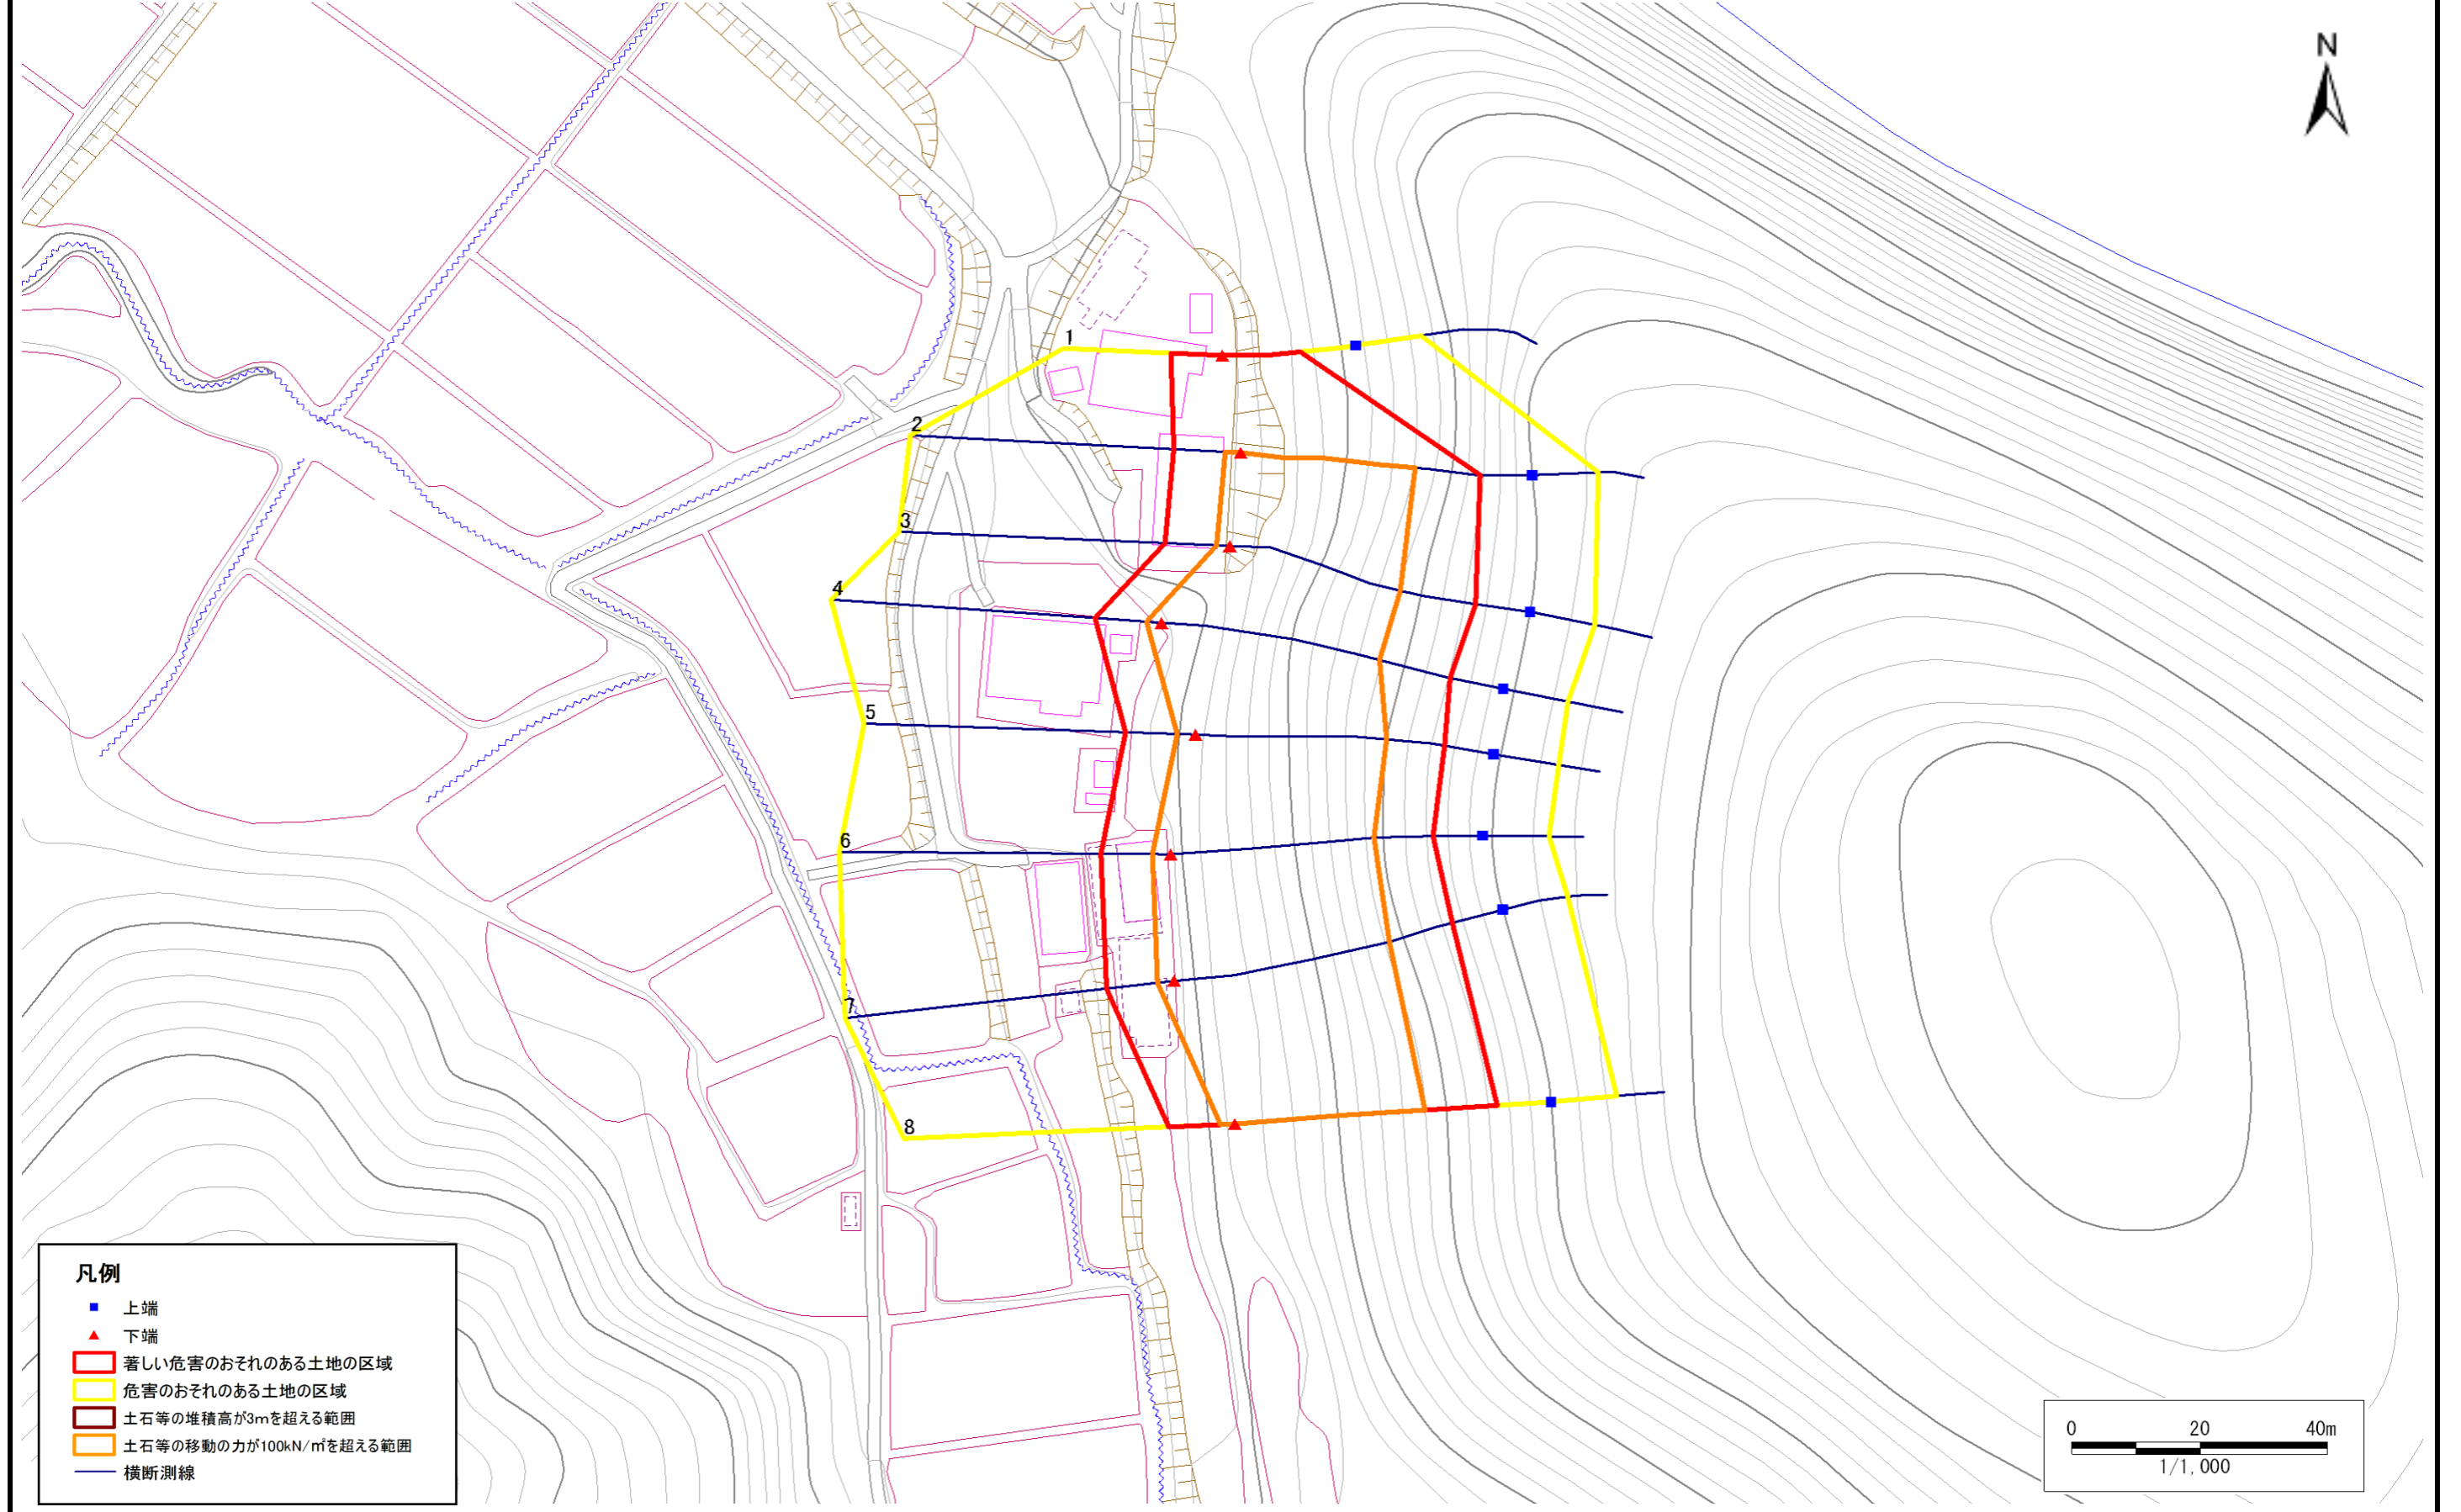 N
1
2
3
4
5
6
7
8
凡例
上端
下端
著しい危害のおそれのある土地の区域
危害のおそれのある土地の区域
土石等の堆積高が3mを超える範囲
土石等の移動の力が100kN/㎡を超える範囲
横断測線
0 20 40m
1/1,000